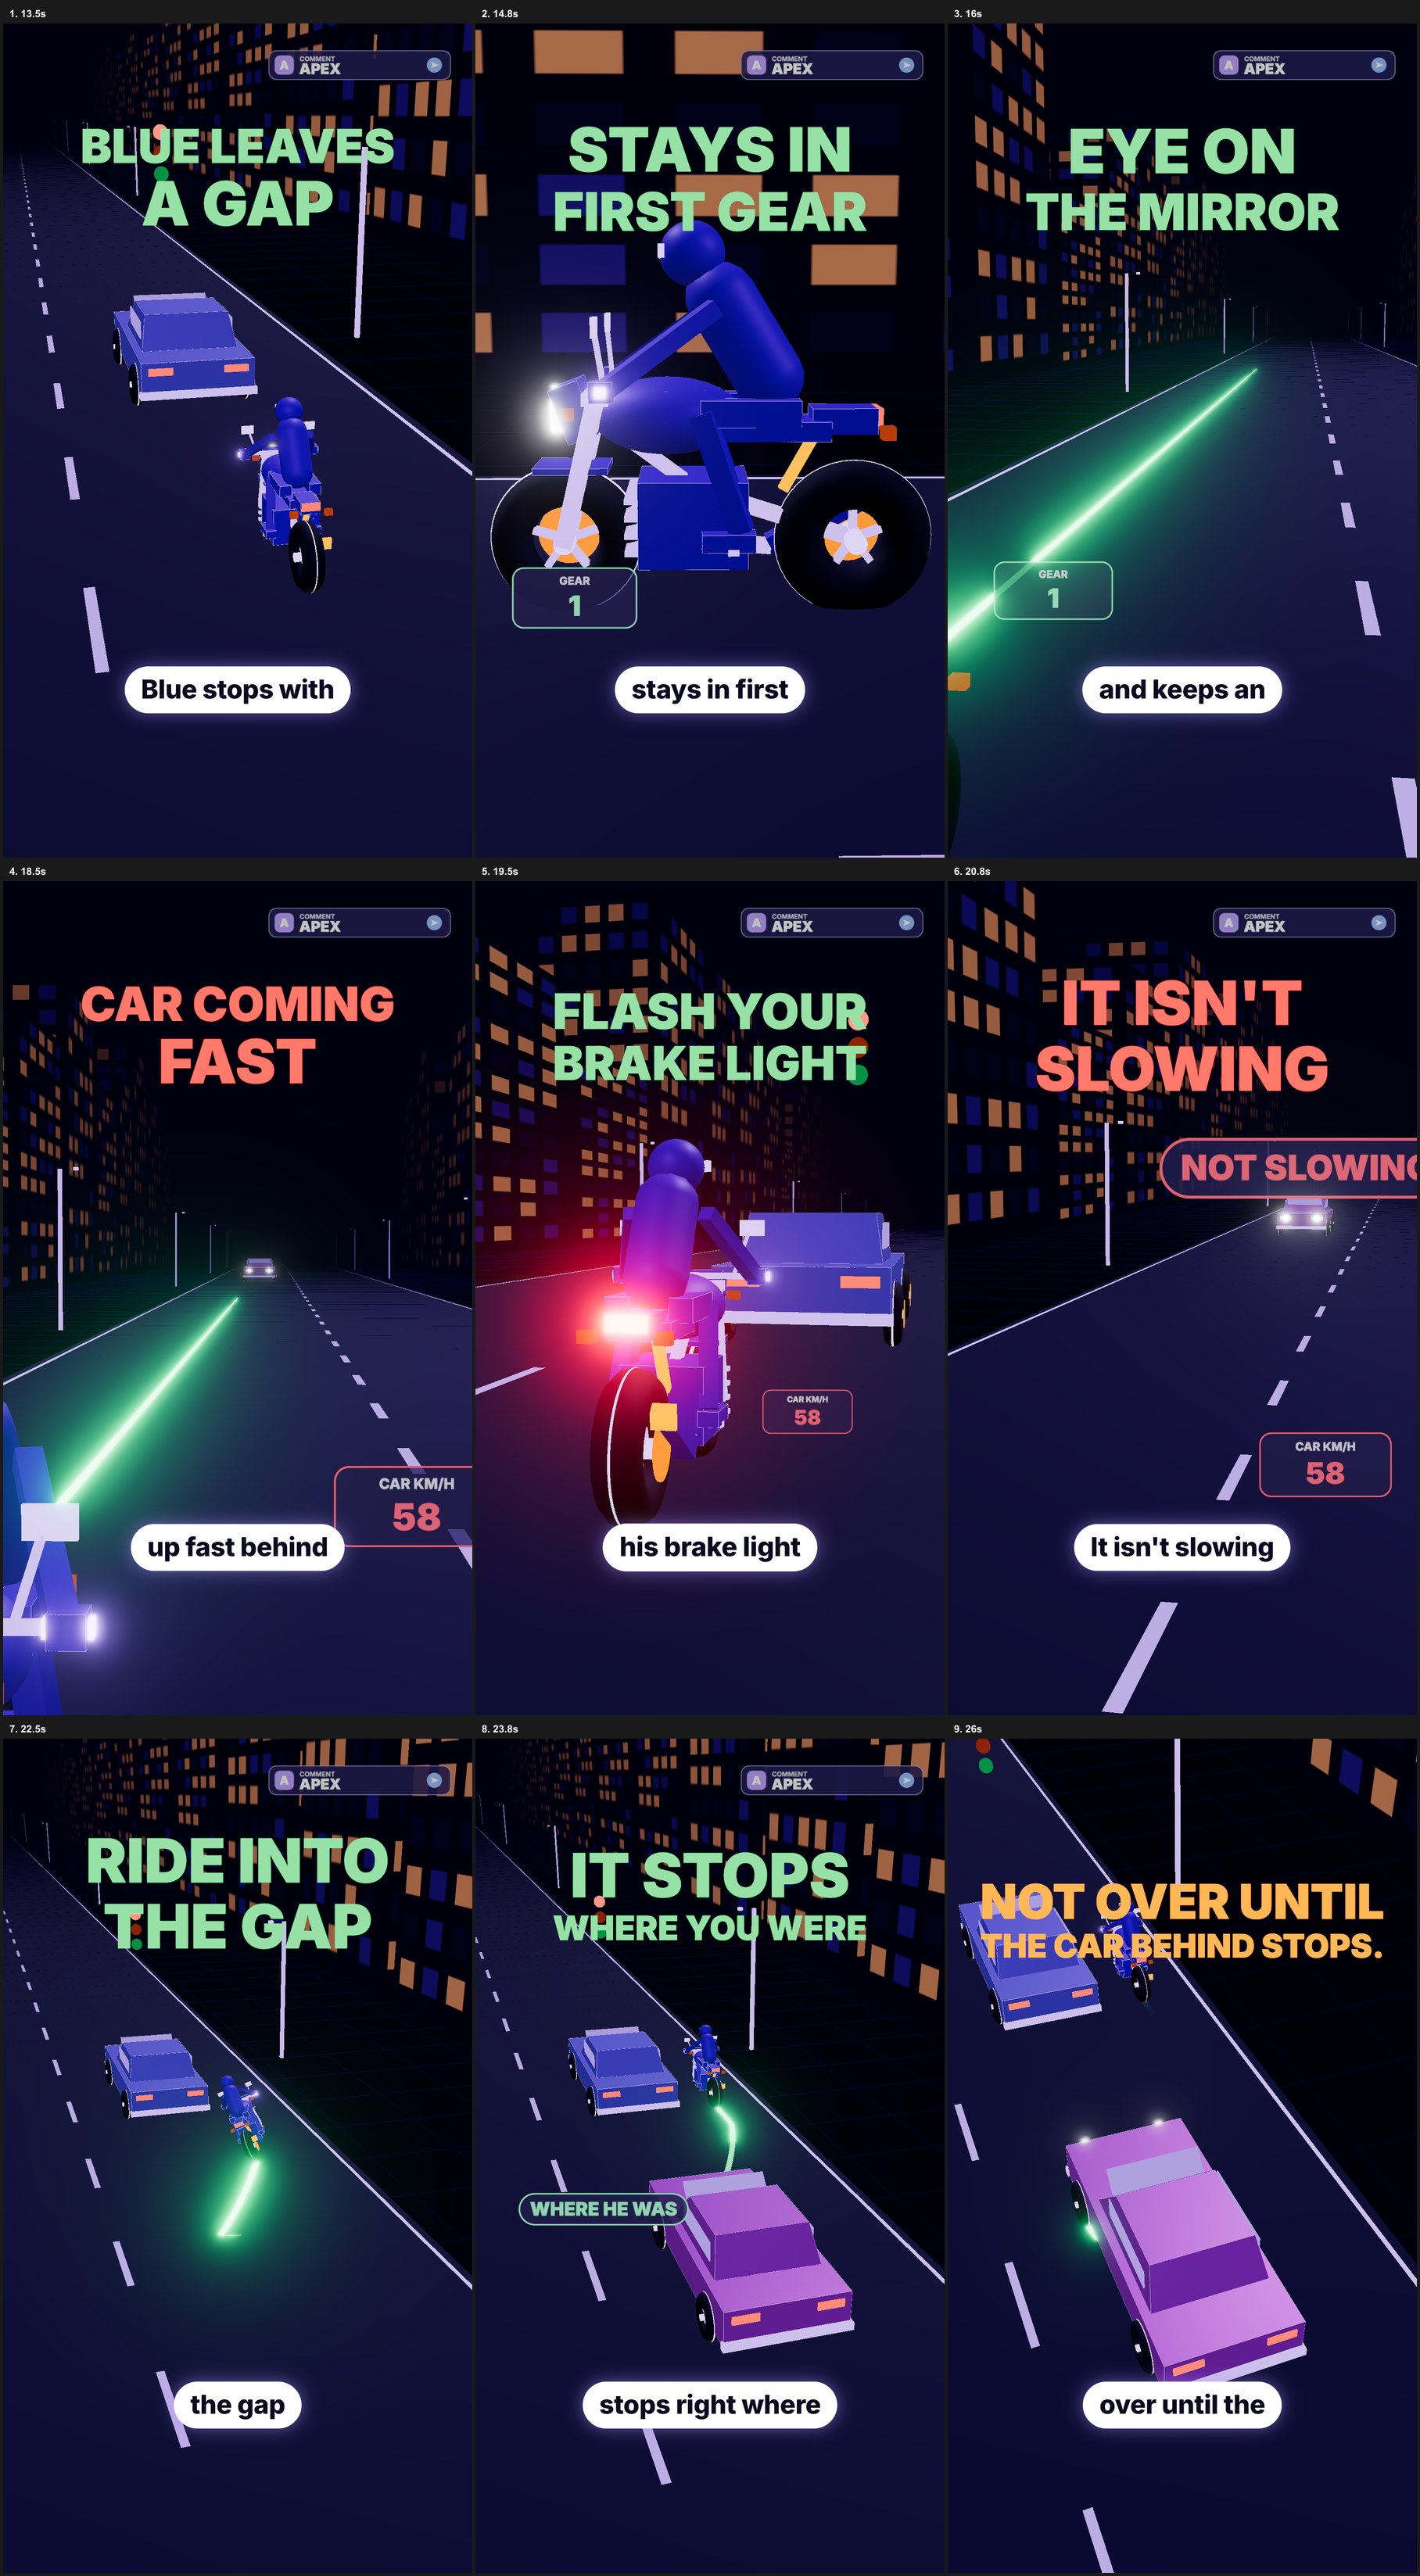 1. 13.5s
COMMENT
A APEX
BLUE LEAVES
A GAP
Blue stops with
2. 14.8s
COMMENT
A APEX
STAYS IN
FIRST GEAR
GEAR
1
stays in first
3. 16s
COMMENT
A APEX
EYE ON
THE MIRROR
GEAR
1
and keeps an
4. 18.5s
COMMENT
A APEX
CAR COMING
FAST
CAR KM/H
58
up fast behind
5. 19.5s
COMMENT
A APEX
FLASH YOUR
BRAKE LIGHT
CAR KM/H
58
his brake light
6. 20.8s
COMMENT
A APEX
IT ISN'T
SLOWING
NOT SLOWING
CAR KM/H
58
It isn't slowing
7. 22.5s
COMMENT
A APEX
RIDE INTO
THE GAP
the gap
8. 23.8s
COMMENT
A APEX
IT STOPS
WHERE YOU WERE
WHERE HE WAS
stops right where
9. 26s
NOT OVER UNTIL
THE CAR BEHIND STOPS.
over until the